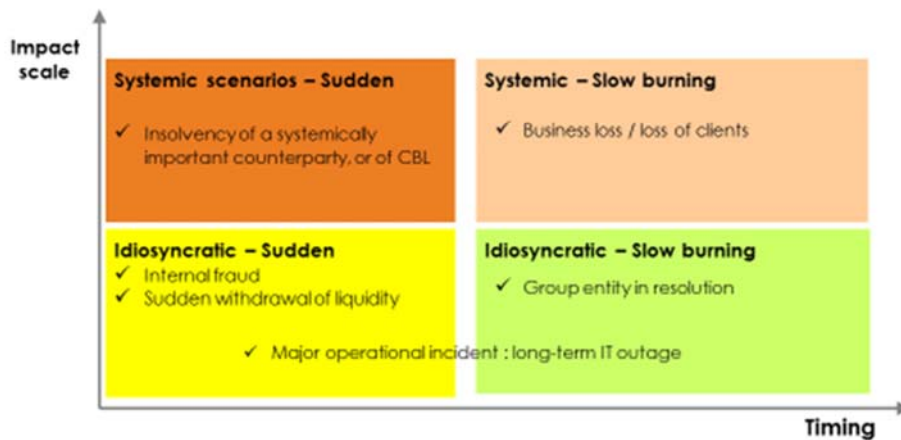 Impact
scale
Systemic scenarios – Sudden
✓ Insolvency of a systemically
important counterparty, or of CBL
Systemic – Slow burning
✓ Business loss / loss of clients
Idiosyncratic – Sudden
✓ Internal fraud
✓ Sudden withdrawal of liquidity
Idiosyncratic – Slow burning
✓ Group entity in resolution
✓ Major operational incident : long-term IT outage
Timing